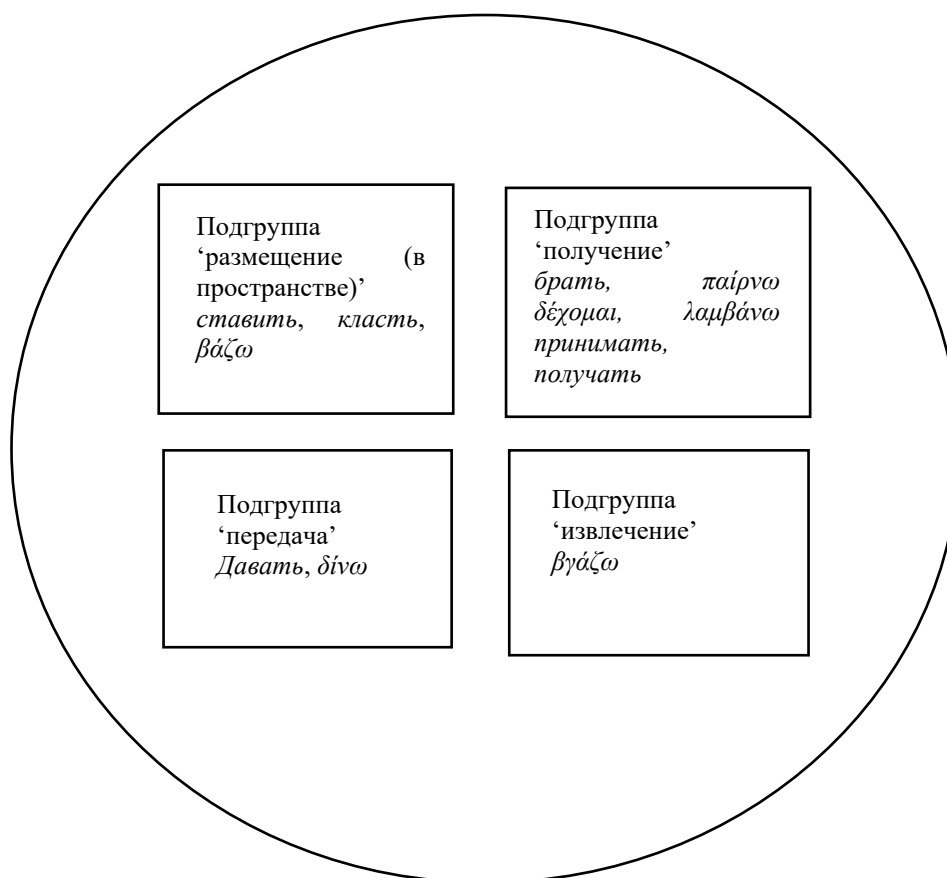 Подгруппа
‘размещение (в
пространстве)’
ставить, класть,
βάζω
Подгруппа
‘получение’
брать, παίρνω
δέχομαι, λαμβάνω
принимать,
получать
Подгруппа
‘передача’
Давать, δίνω
Подгруппа
‘извлечение’
βγάζω